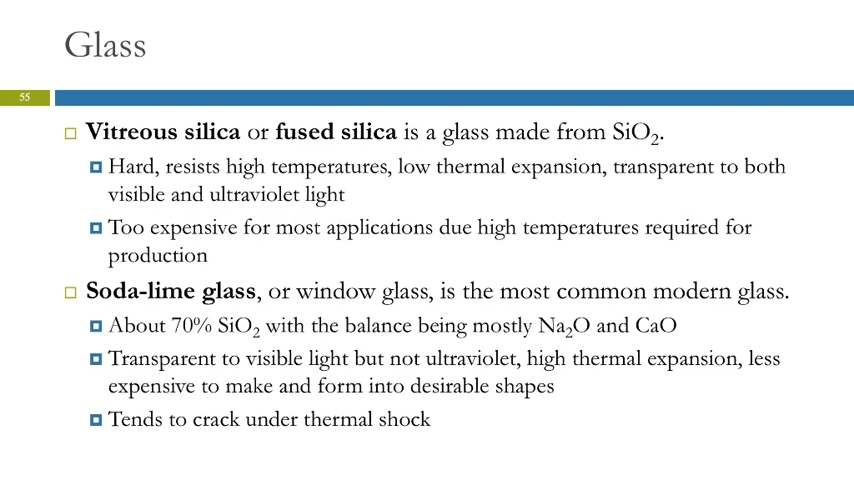 Glass
55
Vitreous silica or fused silica is a glass made from SiO₂.
Hard, resists high temperatures, low thermal expansion, transparent to both
visible and ultraviolet light
Too expensive for most applications due high temperatures required for
production
Soda-lime glass, or window glass, is the most common modern glass.
About 70% SiO₂ with the balance being mostly Na₂O and CaO
Transparent to visible light but not ultraviolet, high thermal expansion, less
expensive to make and form into desirable shapes
Tends to crack under thermal shock